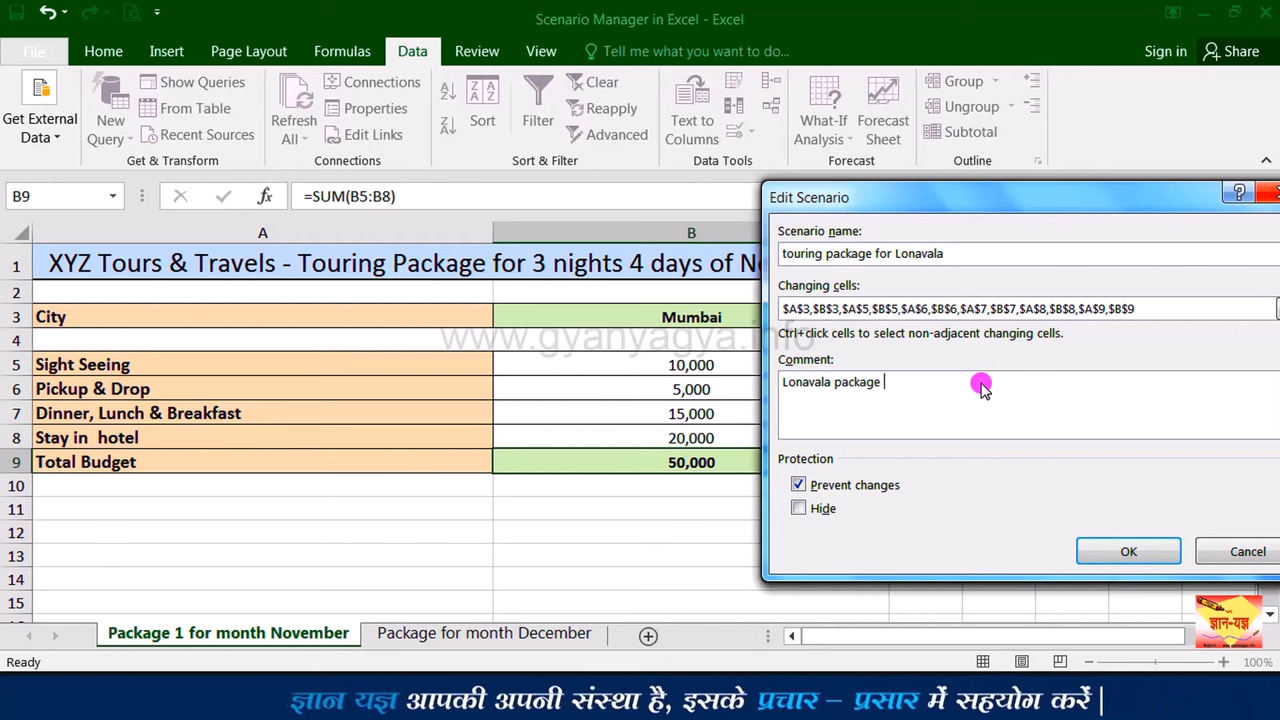 Scenario Manager in Excel - Excel
File Home Insert Page Layout Formulas Data Review View Tell me what you want to do... Sign in Share
Get External Data
New Query
Show Queries
From Table
Recent Sources
Get & Transform
Refresh All
Connections
Properties
Edit Links
Connections
Sort
Filter
Clear
Reapply
Advanced
Sort & Filter
Text to Columns
Data Tools
What-If Analysis
Forecast Sheet
Forecast
Group
Ungroup
Subtotal
Outline
B9 fx =SUM(B5:B8)
A B
1 XYZ Tours & Travels - Touring Package for 3 nights 4 days of No
2
3 City Mumbai
4
5 Sight Seeing 10,000
6 Pickup & Drop 5,000
7 Dinner, Lunch & Breakfast 15,000
8 Stay in hotel 20,000
9 Total Budget 50,000
10
11
12
13
14
15
www.gyanyagya.info
Edit Scenario
Scenario name:
touring package for Lonavala
Changing cells:
$A$3,$B$3,$A$5,$B$5,$A$6,$B$6,$A$7,$B$7,$A$8,$B$8,$A$9,$B$9
Ctrl+click cells to select non-adjacent changing cells.
Comment:
Lonavala package
Protection
Prevent changes
Hide
OK Cancel
ज्ञान-यज्ञ
Package 1 for month November Package for month December
Ready 100%
ज्ञान यज्ञ आपकी अपनी संस्था है, इसके प्रचार – प्रसार में सहयोग करें |